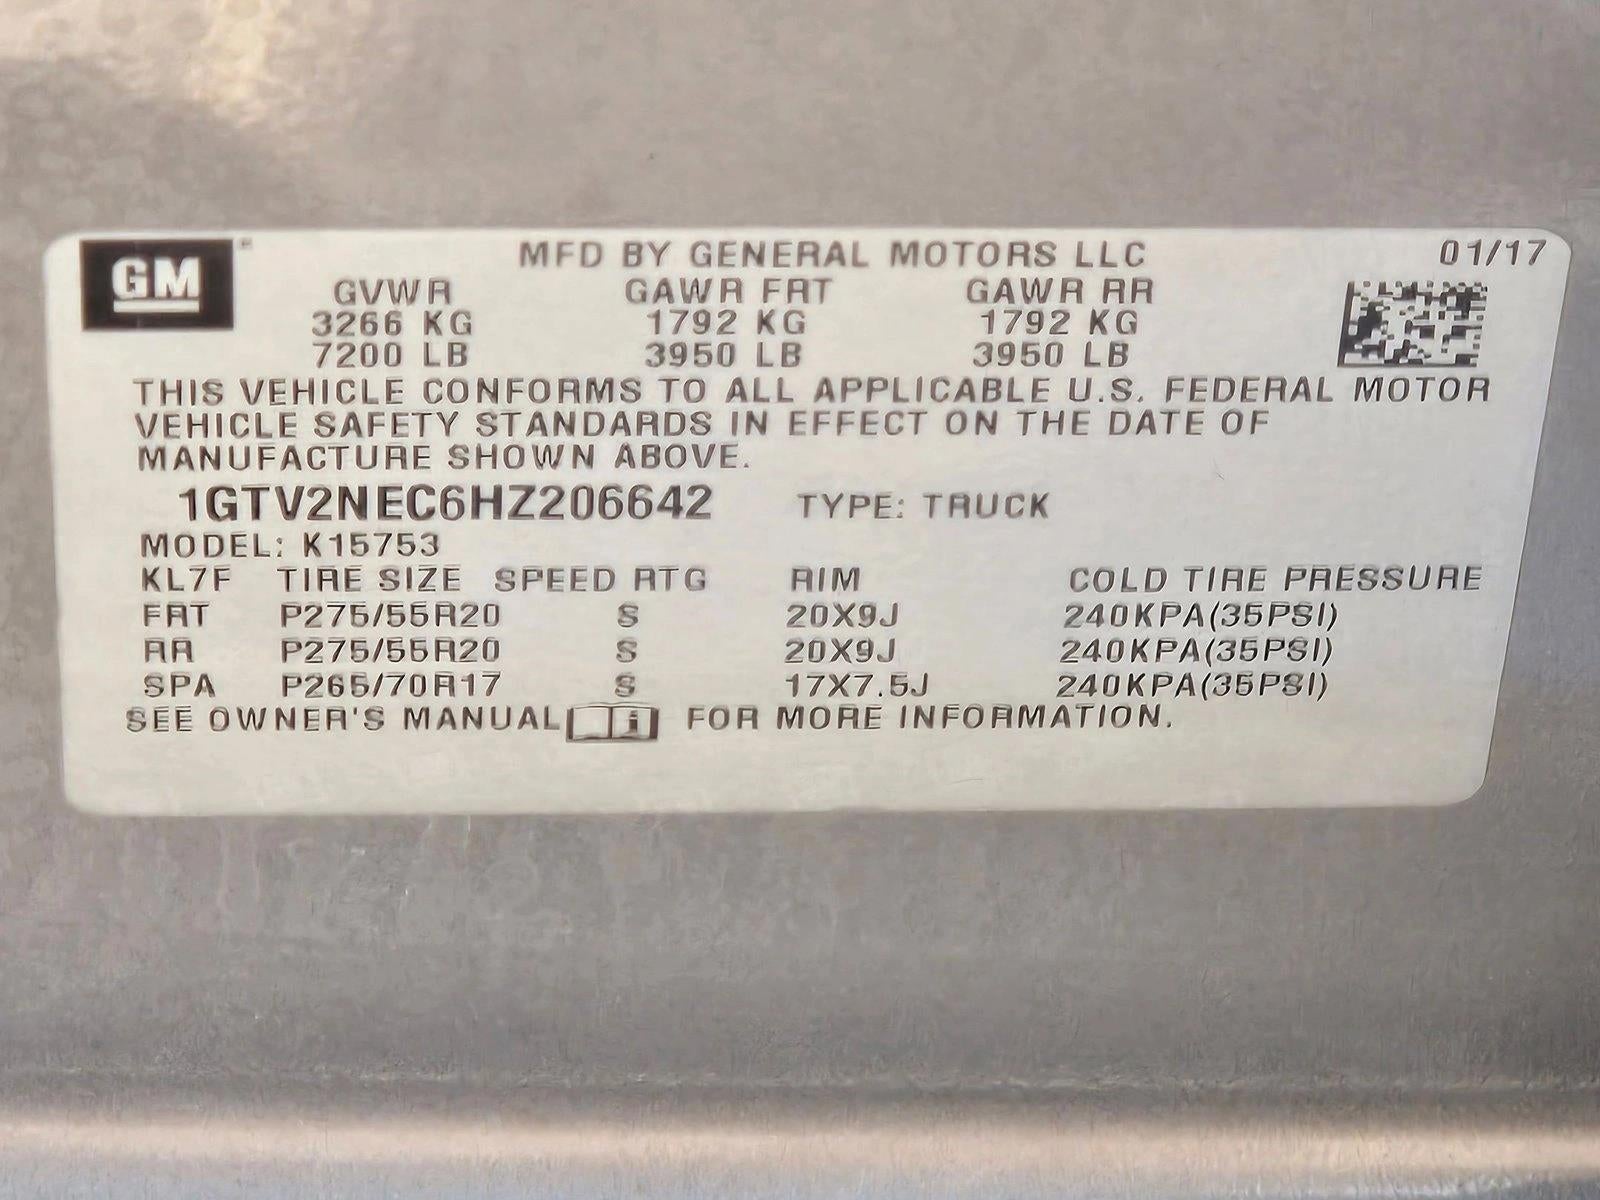 GM MFD BY GENERAL MOTORS LLC 01/17
GVWR GAWR FRT GAWR RR
3266 KG 1792 KG 1792 KG
7200 LB 3950 LB 3950 LB
THIS VEHICLE CONFORMS TO ALL APPLICABLE U.S. FEDERAL MOTOR
VEHICLE SAFETY STANDARDS IN EFFECT ON THE DATE OF
MANUFACTURE SHOWN ABOVE.
1GTV2NEC6HZ206642 TYPE: TRUCK
MODEL: K15753
KL7F TIRE SIZE SPEED RTG RIM COLD TIRE PRESSURE
FRT P275/55R20 S 20X9J 240KPA(35PSI)
RR P275/55R20 S 20X9J 240KPA(35PSI)
SPA P265/70R17 S 17X7.5J 240KPA(35PSI)
SEE OWNER'S MANUAL FOR MORE INFORMATION.